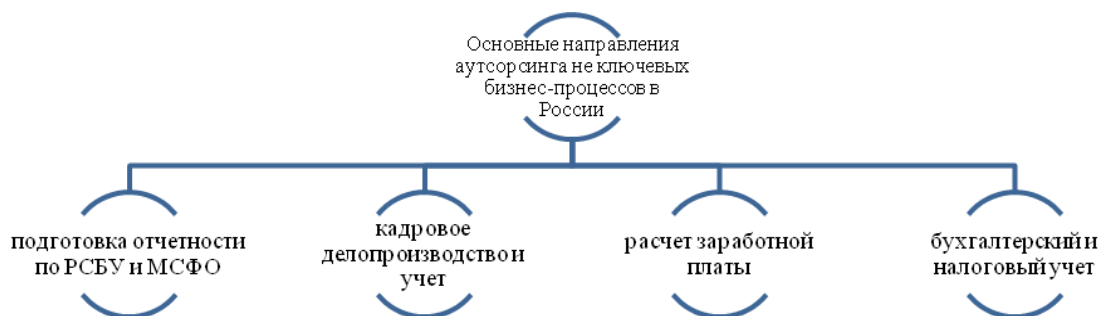 Основные направления
аутсорсинга не ключевых
бизнес-процессов в
России
подготовка отчетности
по РСБУ и МСФО
кадровое
делопроизводство и
учет
расчет заработной
платы
бухгалтерский и
налоговый учет